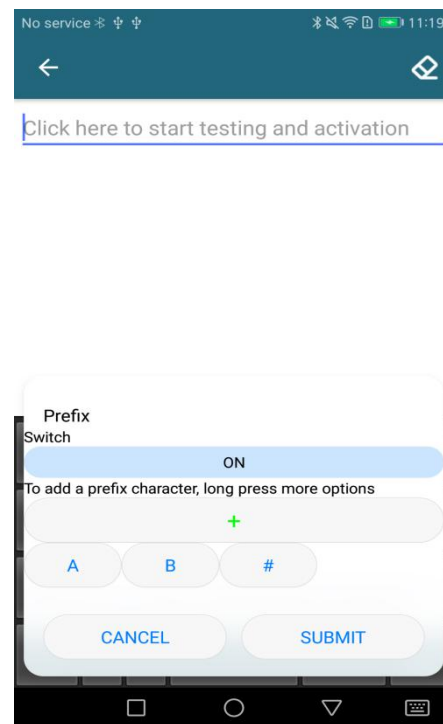 No service 11:19
Click here to start testing and activation
Prefix
Switch
ON
To add a prefix character, long press more options
+
A B #
CANCEL SUBMIT